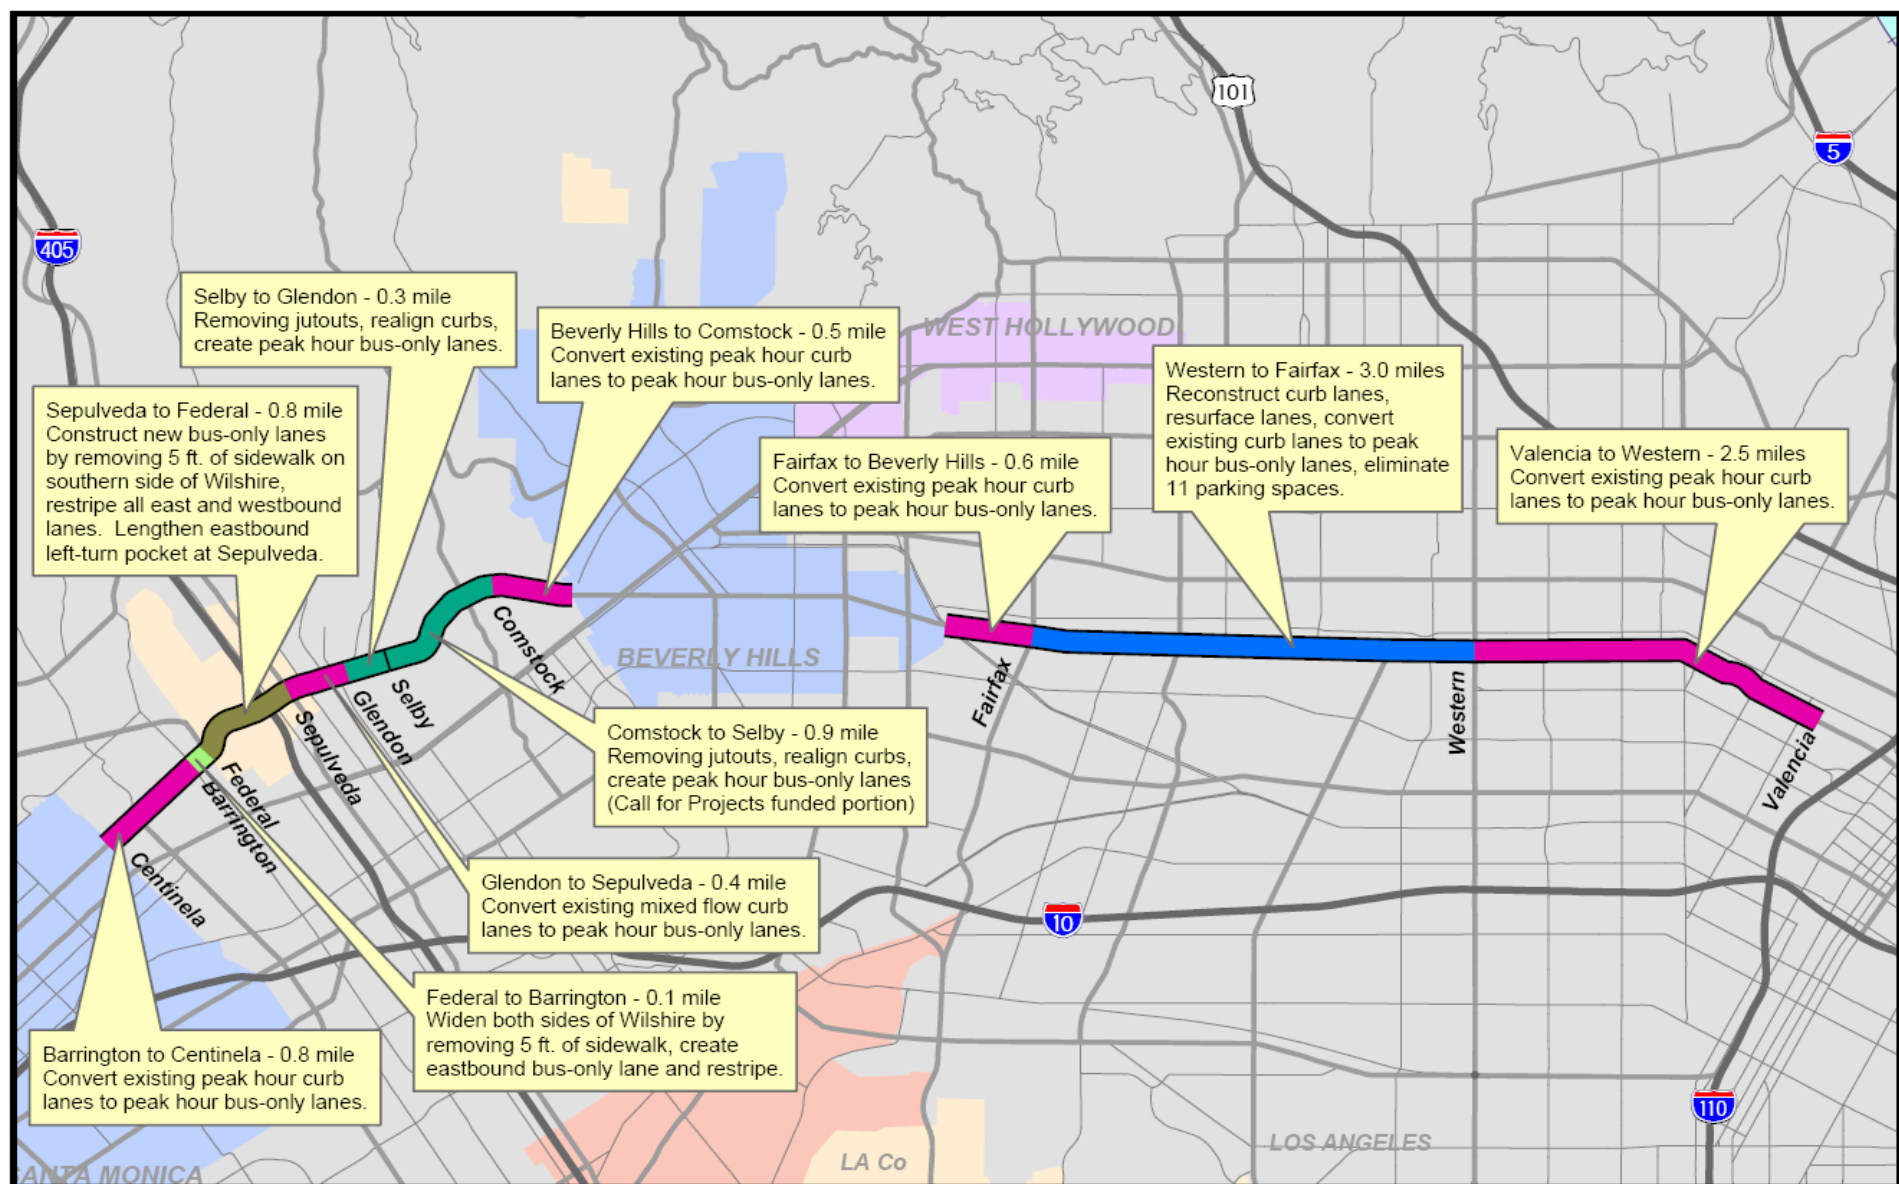 101
5
405
Selby to Glendon - 0.3 mile
Removing jutouts, realign curbs,
create peak hour bus-only lanes.
Beverly Hills to Comstock - 0.5 mile
Convert existing peak hour curb
lanes to peak hour bus-only lanes.
WEST HOLLYWOOD
Western to Fairfax - 3.0 miles
Reconstruct curb lanes,
resurface lanes, convert
existing curb lanes to peak
hour bus-only lanes, eliminate
11 parking spaces.
Sepulveda to Federal - 0.8 mile
Construct new bus-only lanes
by removing 5 ft. of sidewalk on
southern side of Wilshire,
restripe all east and westbound
lanes. Lengthen eastbound
left-turn pocket at Sepulveda.
Fairfax to Beverly Hills - 0.6 mile
Convert existing peak hour curb
lanes to peak hour bus-only lanes.
Valencia to Western - 2.5 miles
Convert existing peak hour curb
lanes to peak hour bus-only lanes.
Comstock
BEVERLY HILLS
Selby
Glendon
Sepulveda
Federal
Barrington
Centinela
Fairfax
Western
Valencia
Comstock to Selby - 0.9 mile
Removing jutouts, realign curbs,
create peak hour bus-only lanes
(Call for Projects funded portion)
Glendon to Sepulveda - 0.4 mile
Convert existing mixed flow curb
lanes to peak hour bus-only lanes.
10
Federal to Barrington - 0.1 mile
Widen both sides of Wilshire by
removing 5 ft. of sidewalk, create
eastbound bus-only lane and restripe.
Barrington to Centinela - 0.8 mile
Convert existing peak hour curb
lanes to peak hour bus-only lanes.
110
LOS ANGELES
LA Co
SANTA MONICA